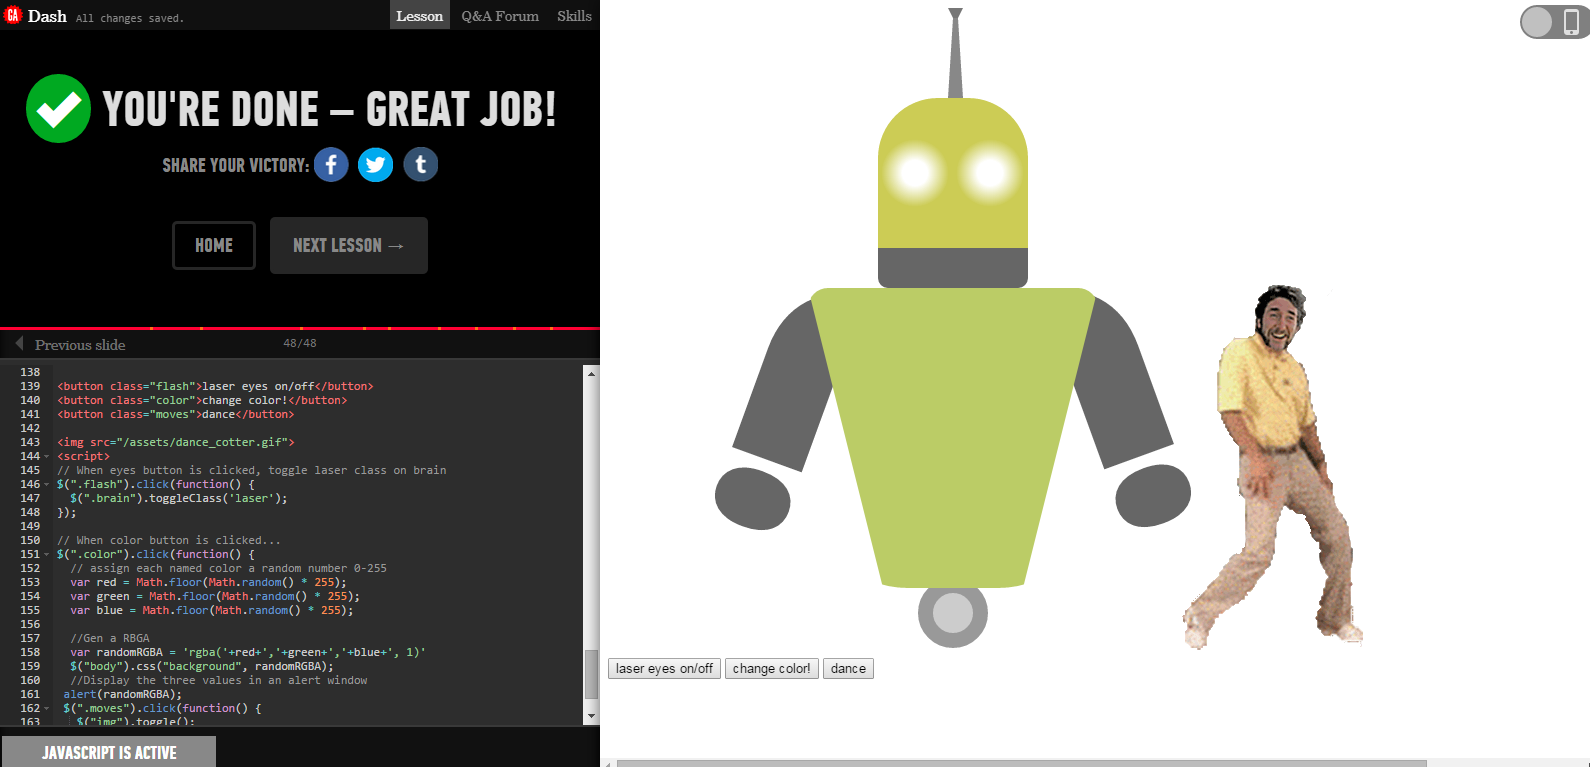 GA Dash All changes saved. Lesson Q&A Forum Skills
YOU'RE DONE – GREAT JOB!
SHARE YOUR VICTORY: f t
HOME NEXT LESSON →
Previous slide 48/48
138
139 <button class="flash">laser eyes on/off</button>
140 <button class="color">change color!</button>
141 <button class="moves">dance</button>
142
143 <img src="/assets/dance_cotter.gif">
144 <script>
145 // When eyes button is clicked, toggle laser class on brain
146 $(".flash").click(function() {
147 $(".brain").toggleClass('laser');
148 });
149
150 // When color button is clicked...
151 $(".color").click(function() {
152 // assign each named color a random number 0-255
153 var red = Math.floor(Math.random() * 255);
154 var green = Math.floor(Math.random() * 255);
155 var blue = Math.floor(Math.random() * 255);
156
157 //Gen a RBGA
158 var randomRGBA = 'rgba('+red+','+green+','+blue+', 1)'
159 $("body").css("background", randomRGBA);
160 //Display the three values in an alert window
161 alert(randomRGBA);
162 $(".moves").click(function() {
163 $("img").toggle();
JAVASCRIPT IS ACTIVE
laser eyes on/off change color! dance